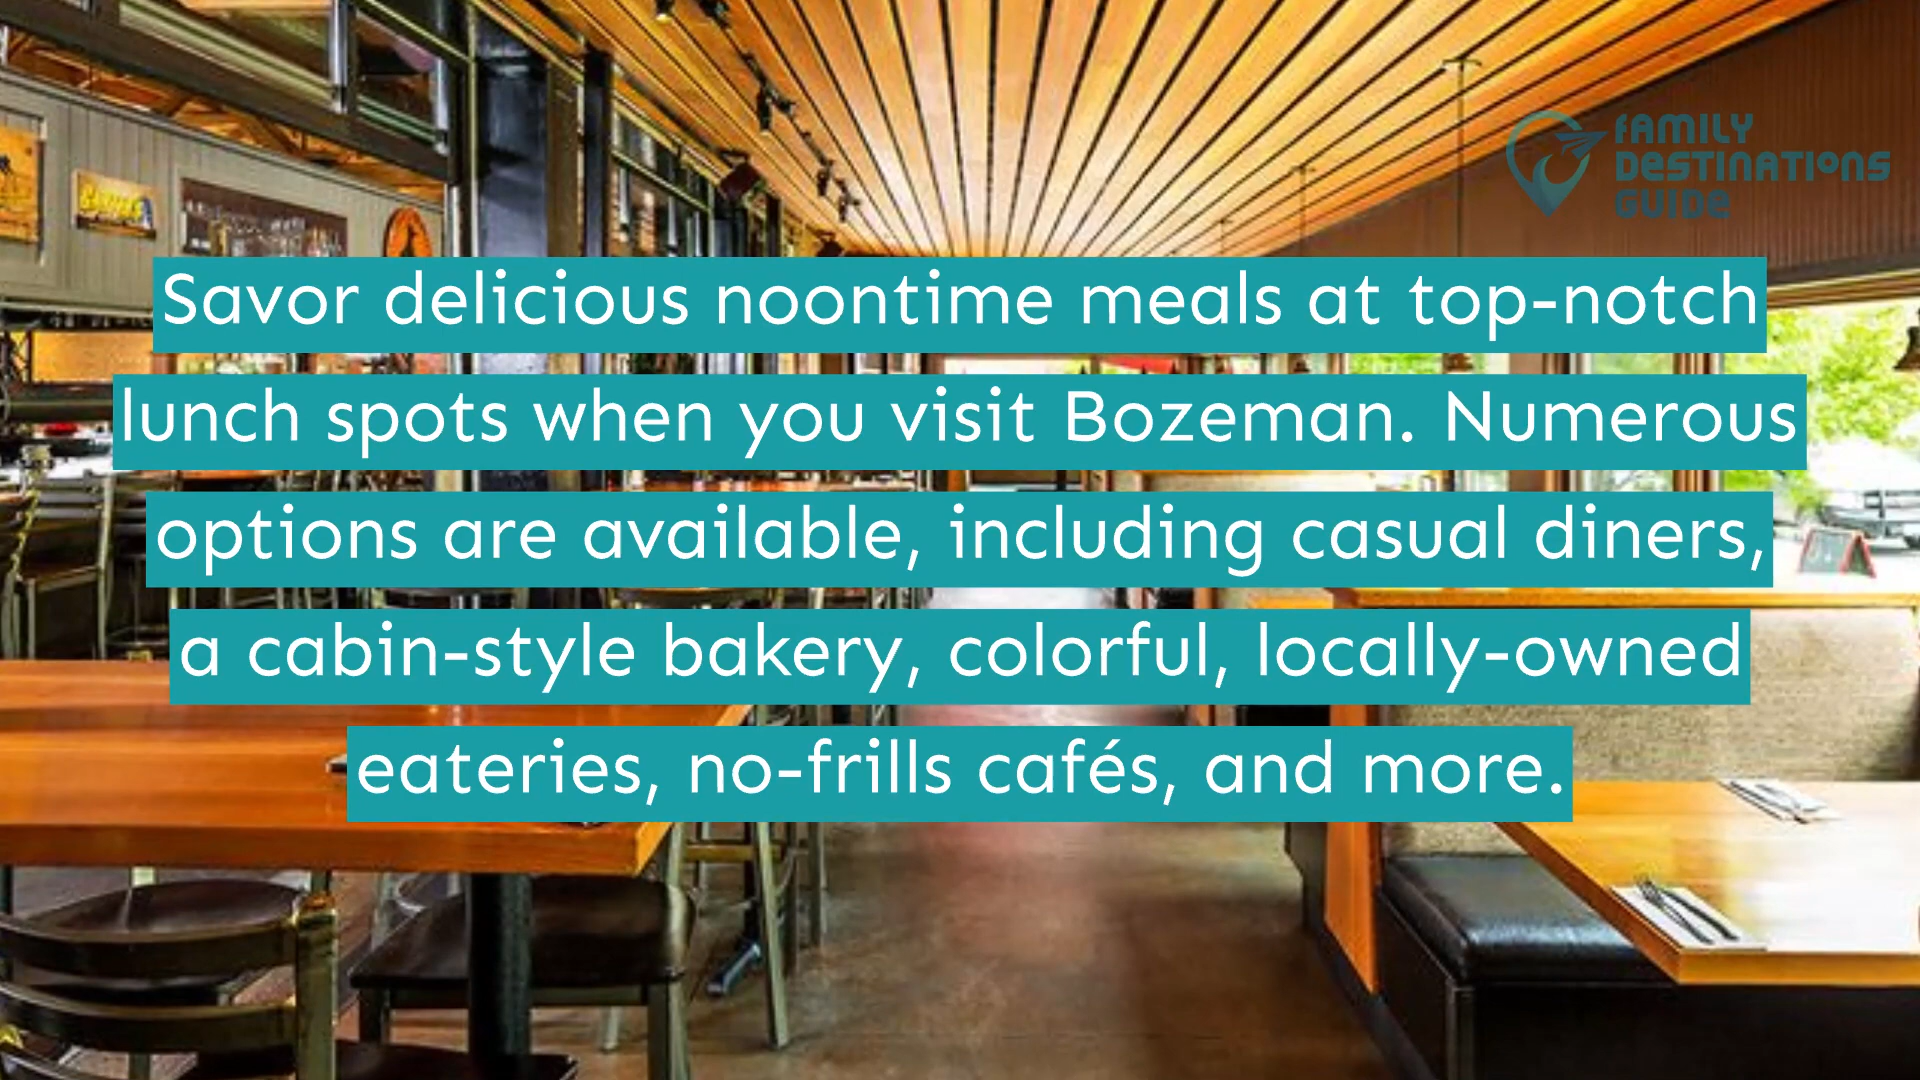 FAMILY
DESTINATIONS
GUIDE
Savor delicious noontime meals at top-notch
lunch spots when you visit Bozeman. Numerous
options are available, including casual diners,
a cabin-style bakery, colorful, locally-owned
eateries, no-frills cafés, and more.